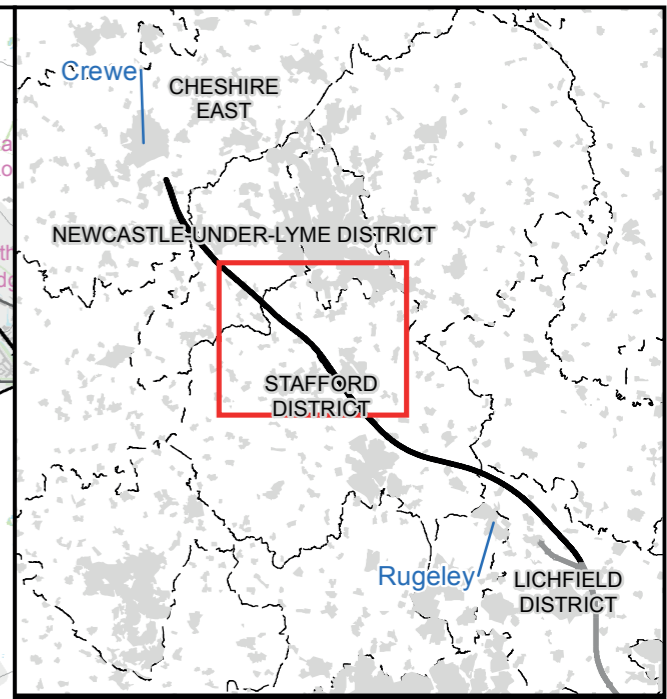 Crewe
CHESHIRE
EAST
NEWCASTLE-UNDER-LYME DISTRICT
STAFFORD
DISTRICT
Rugeley
LICHFIELD
DISTRICT